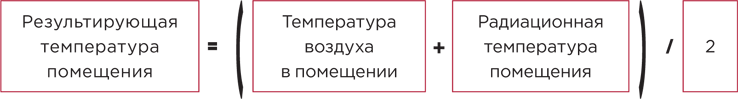 Результирующая
температура
помещения
=
(
Температура
воздуха
в помещении
+
Радиационная
температура
помещения
)
/
2